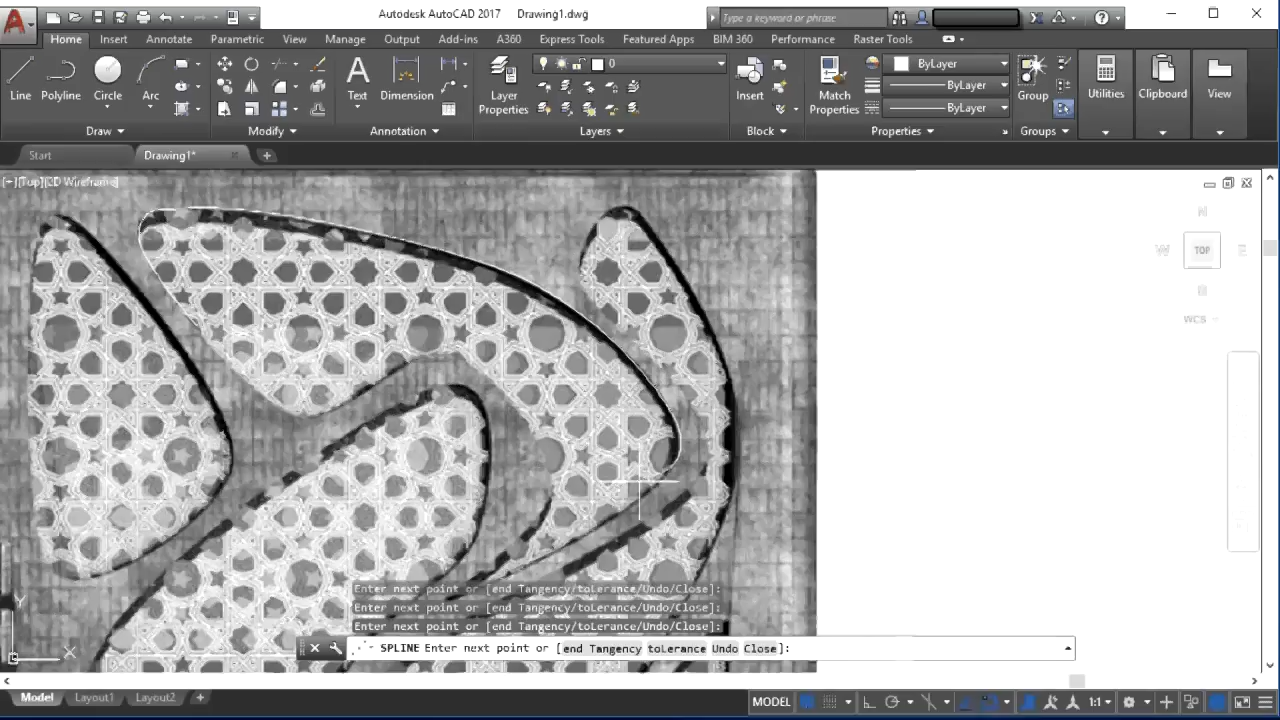 Autodesk AutoCAD 2017 Drawing1.dwg
Type a keyword or phrase
Home Insert Annotate Parametric View Manage Output Add-ins A360 Express Tools Featured Apps BIM 360 Performance Raster Tools
0 ByLayer
ByLayer
Line Polyline Circle Arc Text Dimension Layer Properties Insert Match Properties Group Utilities Clipboard View
ByLayer
Draw Modify Annotation Layers Block Properties Groups
Start Drawing1*
[-][Top][2D Wireframe]
N
W TOP E
WCS
Enter next point or [end Tangency/toLerance/Undo/Close]:
Enter next point or [end Tangency/toLerance/Undo/Close]:
Enter next point or [end Tangency/toLerance/Undo/Close]:
Y
X
SPLINE Enter next point or [end Tangency toLerance Undo Close]:
Model Layout1 Layout2
MODEL 1:1